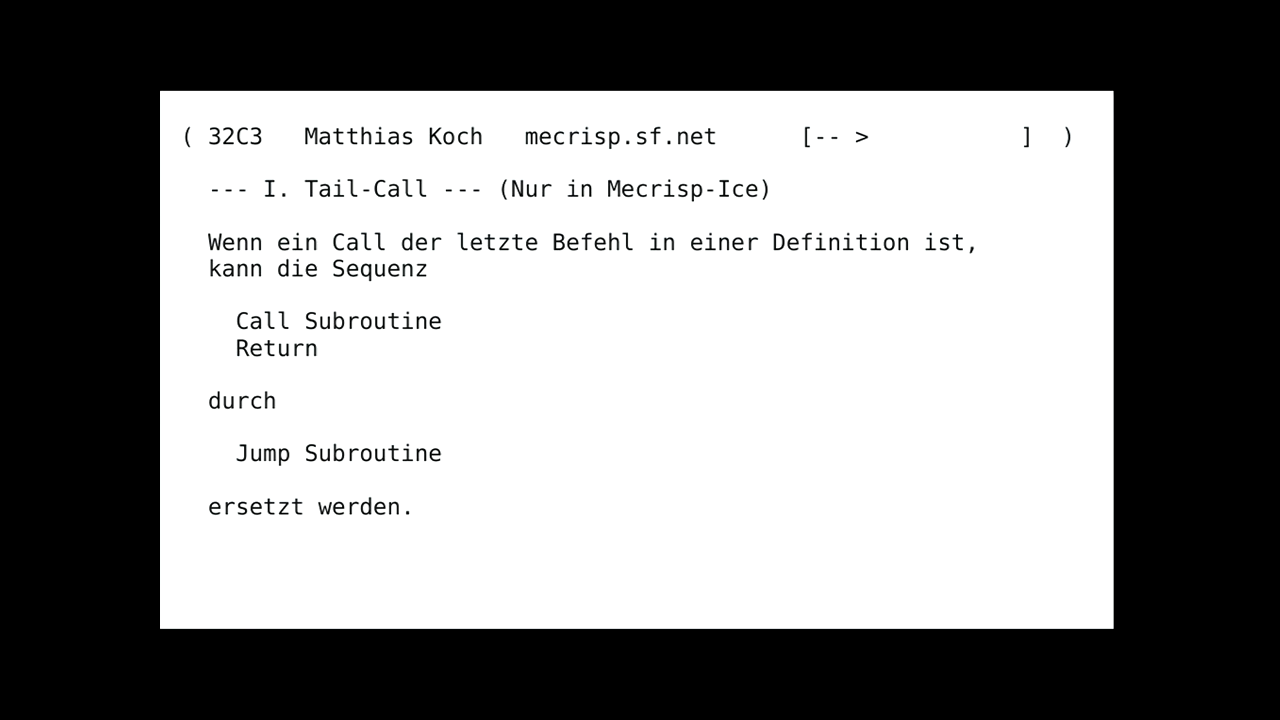 ( 32C3   Matthias Koch   mecrisp.sf.net      [-- >           ]  )
--- I. Tail-Call --- (Nur in Mecrisp-Ice)
Wenn ein Call der letzte Befehl in einer Definition ist,
kann die Sequenz
Call Subroutine
Return
durch
Jump Subroutine
ersetzt werden.